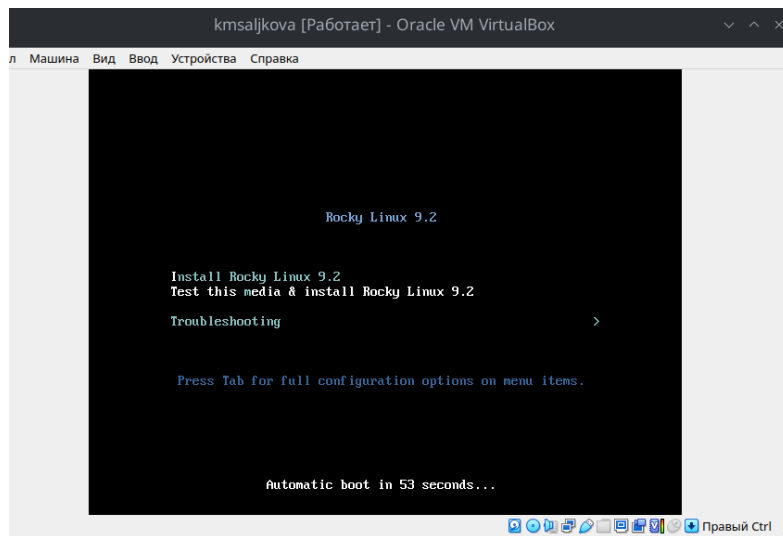 kmsaljkova [Работает] - Oracle VM VirtualBox
л Машина Вид Ввод Устройства Справка
Rocky Linux 9.2
Install Rocky Linux 9.2
Test this media & install Rocky Linux 9.2
Troubleshooting >
Press Tab for full configuration options on menu items.
Automatic boot in 53 seconds...
Правый Ctrl